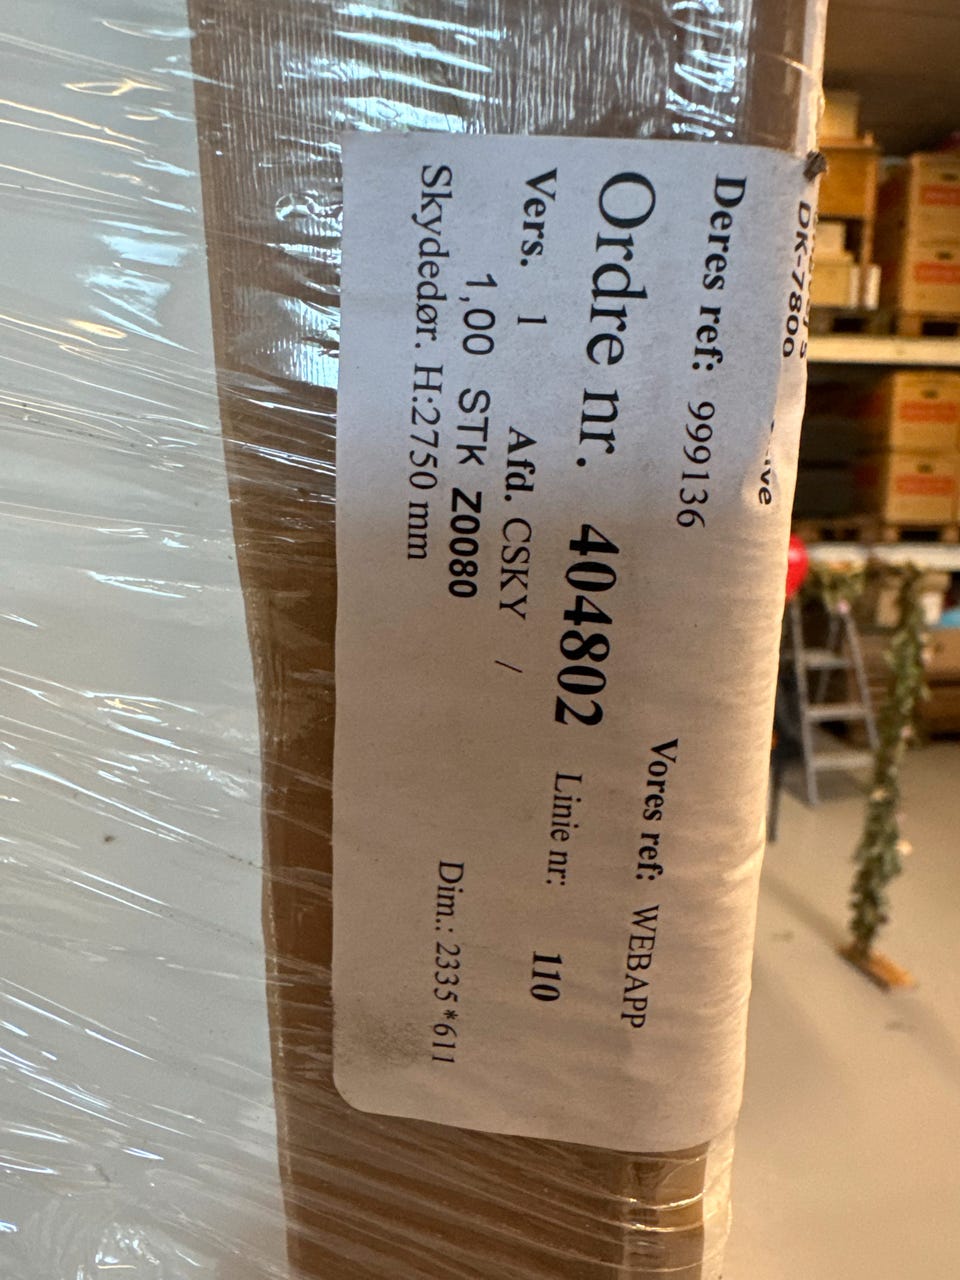 DK-7800
Deres ref: 999136
Vores ref: WEBAPP
Ordre nr. 404802 Linie nr: 110
Vers. 1 Afd. CSKY /
1,00 STK Z0080 Dim.: 2335*611
Skydedør. H:2750 mm